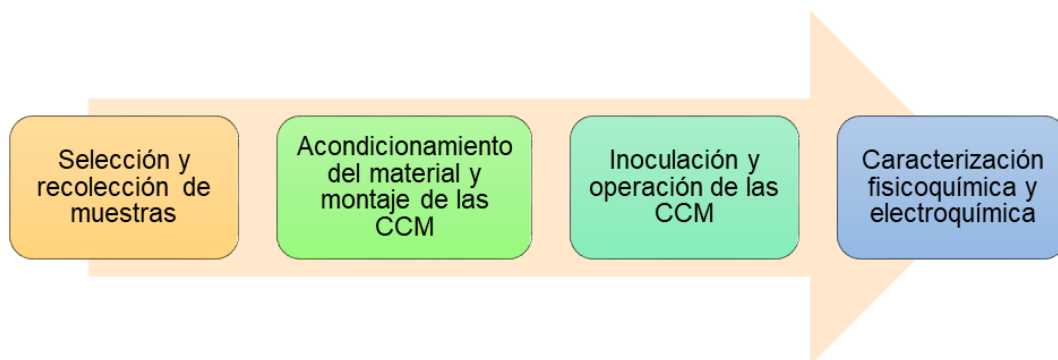 Selección y
recolección de
muestras
Acondicionamiento
del material y
montaje de las
CCM
Inoculación y
operación de las
CCM
Caracterización
fisicoquímica y
electroquímica